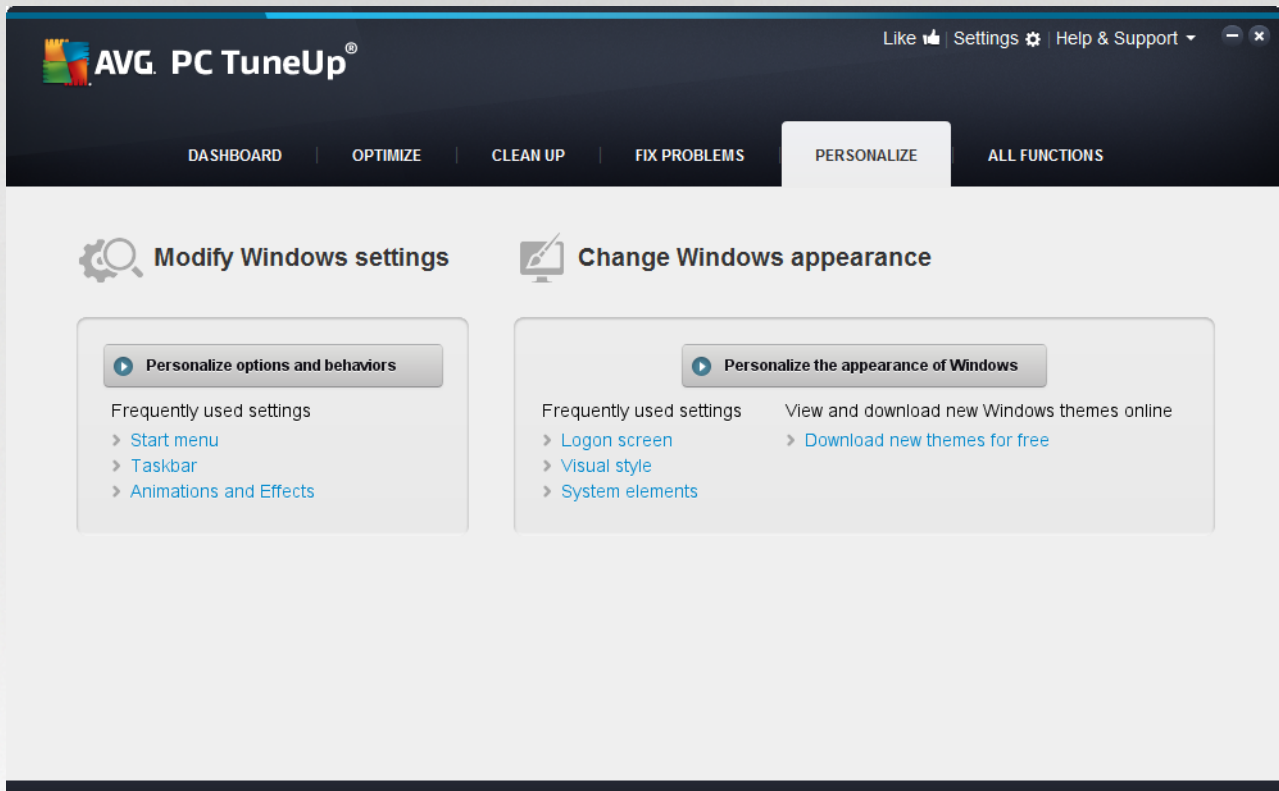 Like | Settings | Help & Support
AVG. PC TuneUp®
DASHBOARD | OPTIMIZE | CLEAN UP | FIX PROBLEMS | PERSONALIZE | ALL FUNCTIONS
Modify Windows settings
Personalize options and behaviors
Frequently used settings
Start menu
Taskbar
Animations and Effects
Change Windows appearance
Personalize the appearance of Windows
Frequently used settings
Logon screen
Visual style
System elements
View and download new Windows themes online
Download new themes for free